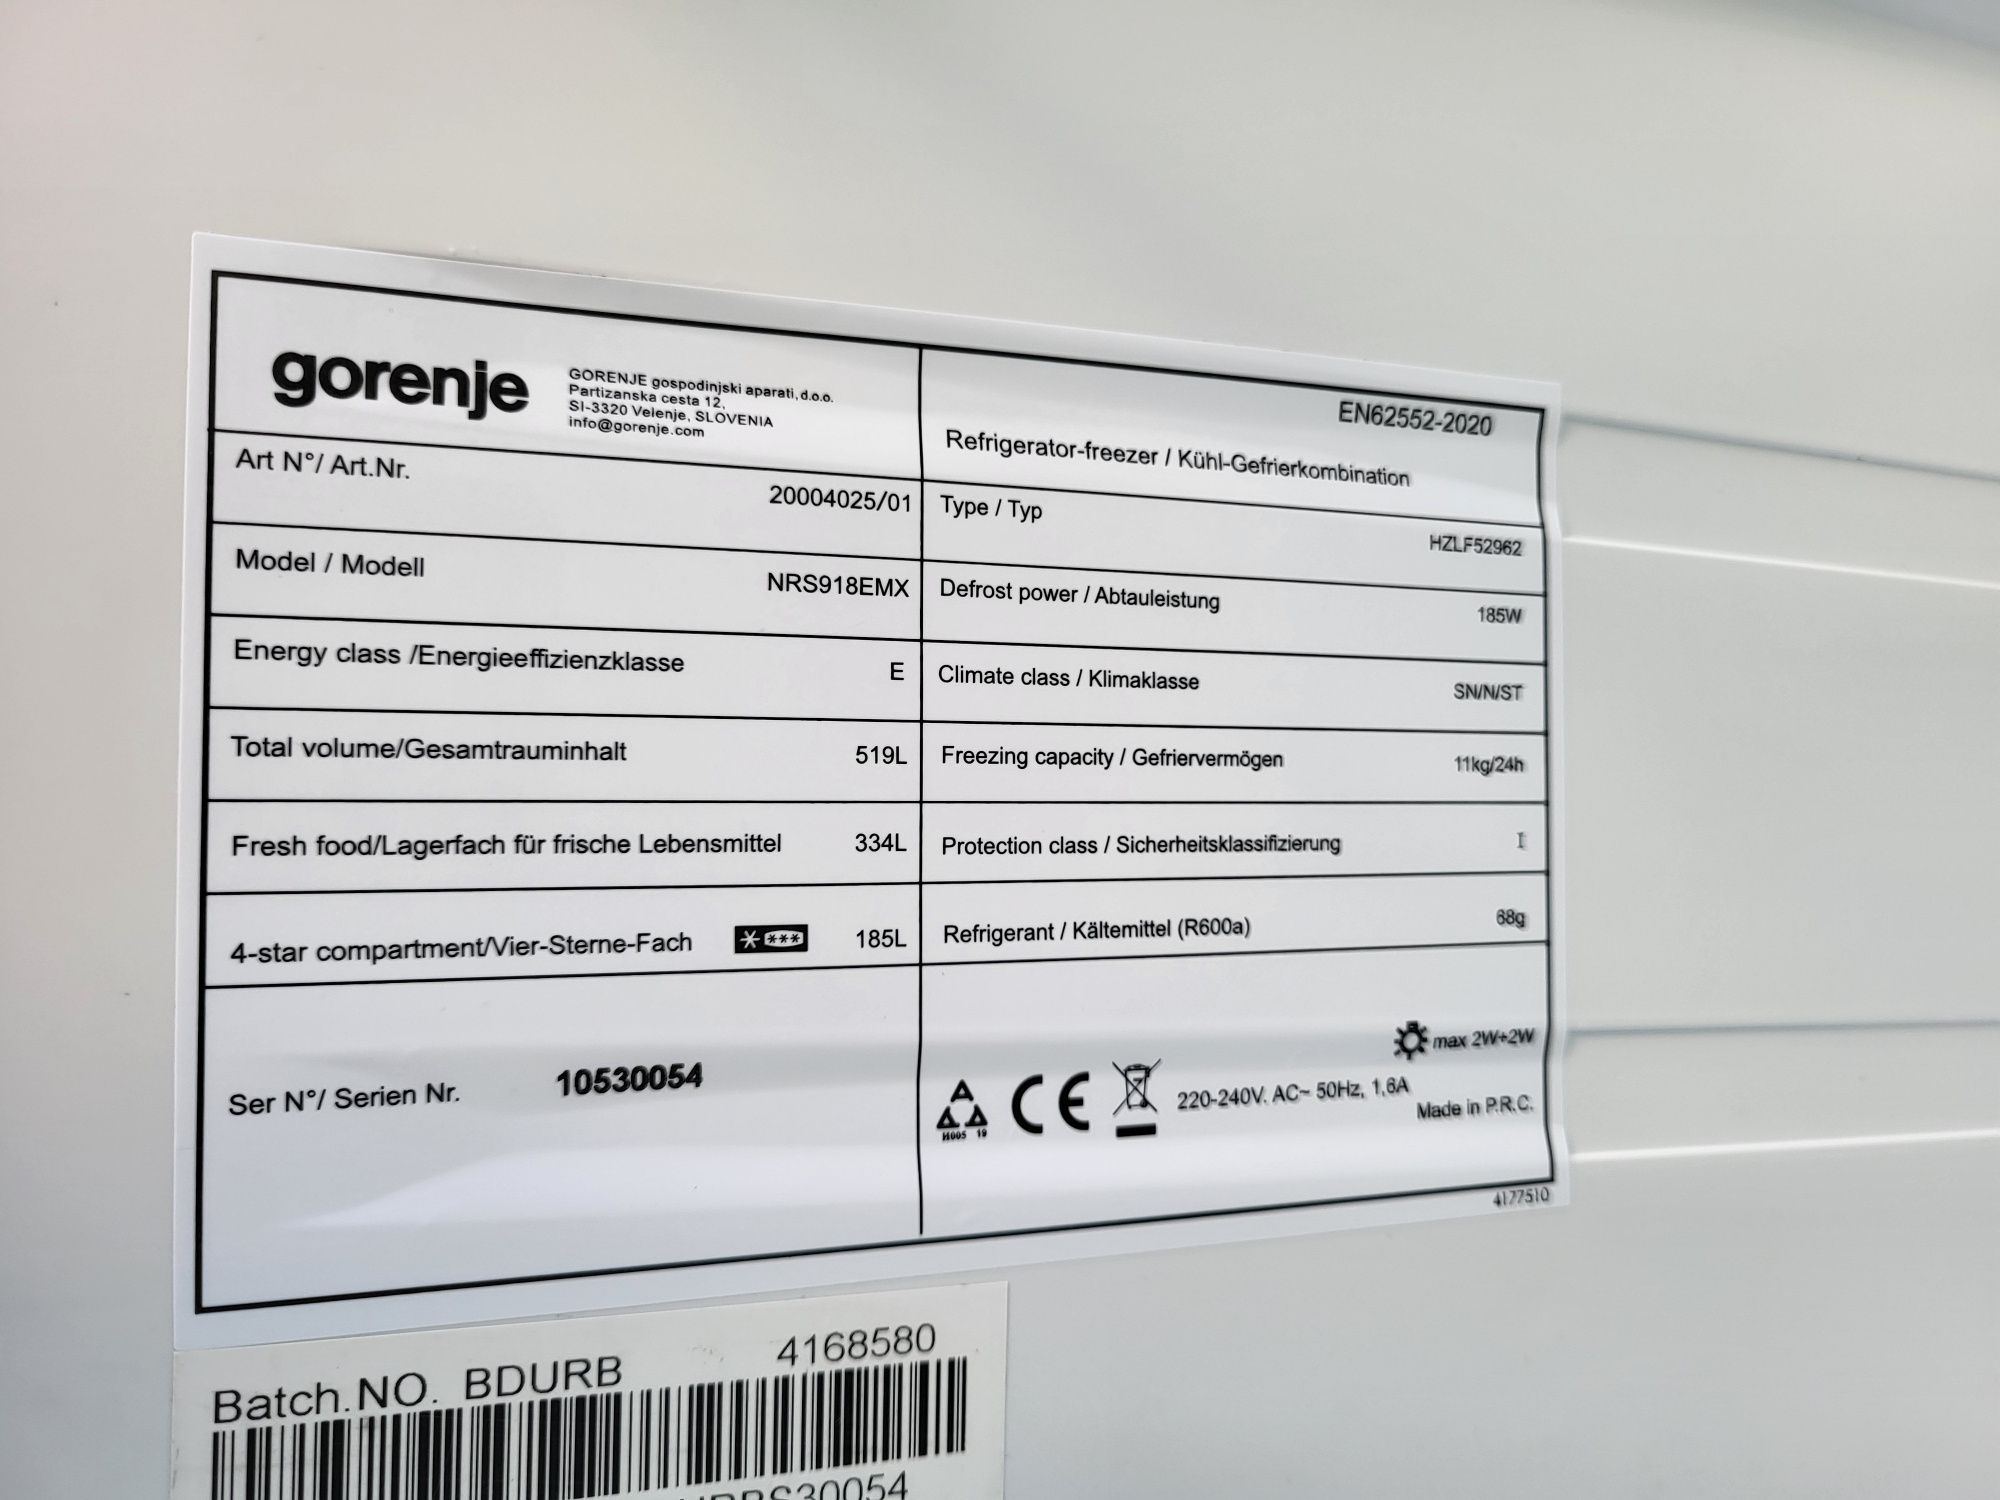 gorenje
GORENJE gospodinjski aparati, d.o.o.
Partizanska cesta 12,
SI-3320 Velenje, SLOVENIA
info@gorenje.com
EN62552-2020
Refrigerator-freezer / Kühl-Gefrierkombination
Art N°/ Art.Nr.
20004025/01
Type / Typ
HZLF52962
Model / Modell
NRS918EMX
Defrost power / Abtauleistung
185W
Energy class /Energieeffizienzklasse
E
Climate class / Klimaklasse
SN/N/ST
Total volume/Gesamtrauminhalt
519L
Freezing capacity / Gefriervermögen
11kg/24h
Fresh food/Lagerfach für frische Lebensmittel
334L
Protection class / Sicherheitsklassifizierung
I
4-star compartment/Vier-Sterne-Fach
185L
Refrigerant / Kältemittel (R600a)
68g
Ser N°/ Serien Nr.
10530054
max 2W+2W
220-240V. AC~ 50Hz, 1,6A
Made in P.R.C.
CE
4177510
Batch.NO. BDURB
4168580